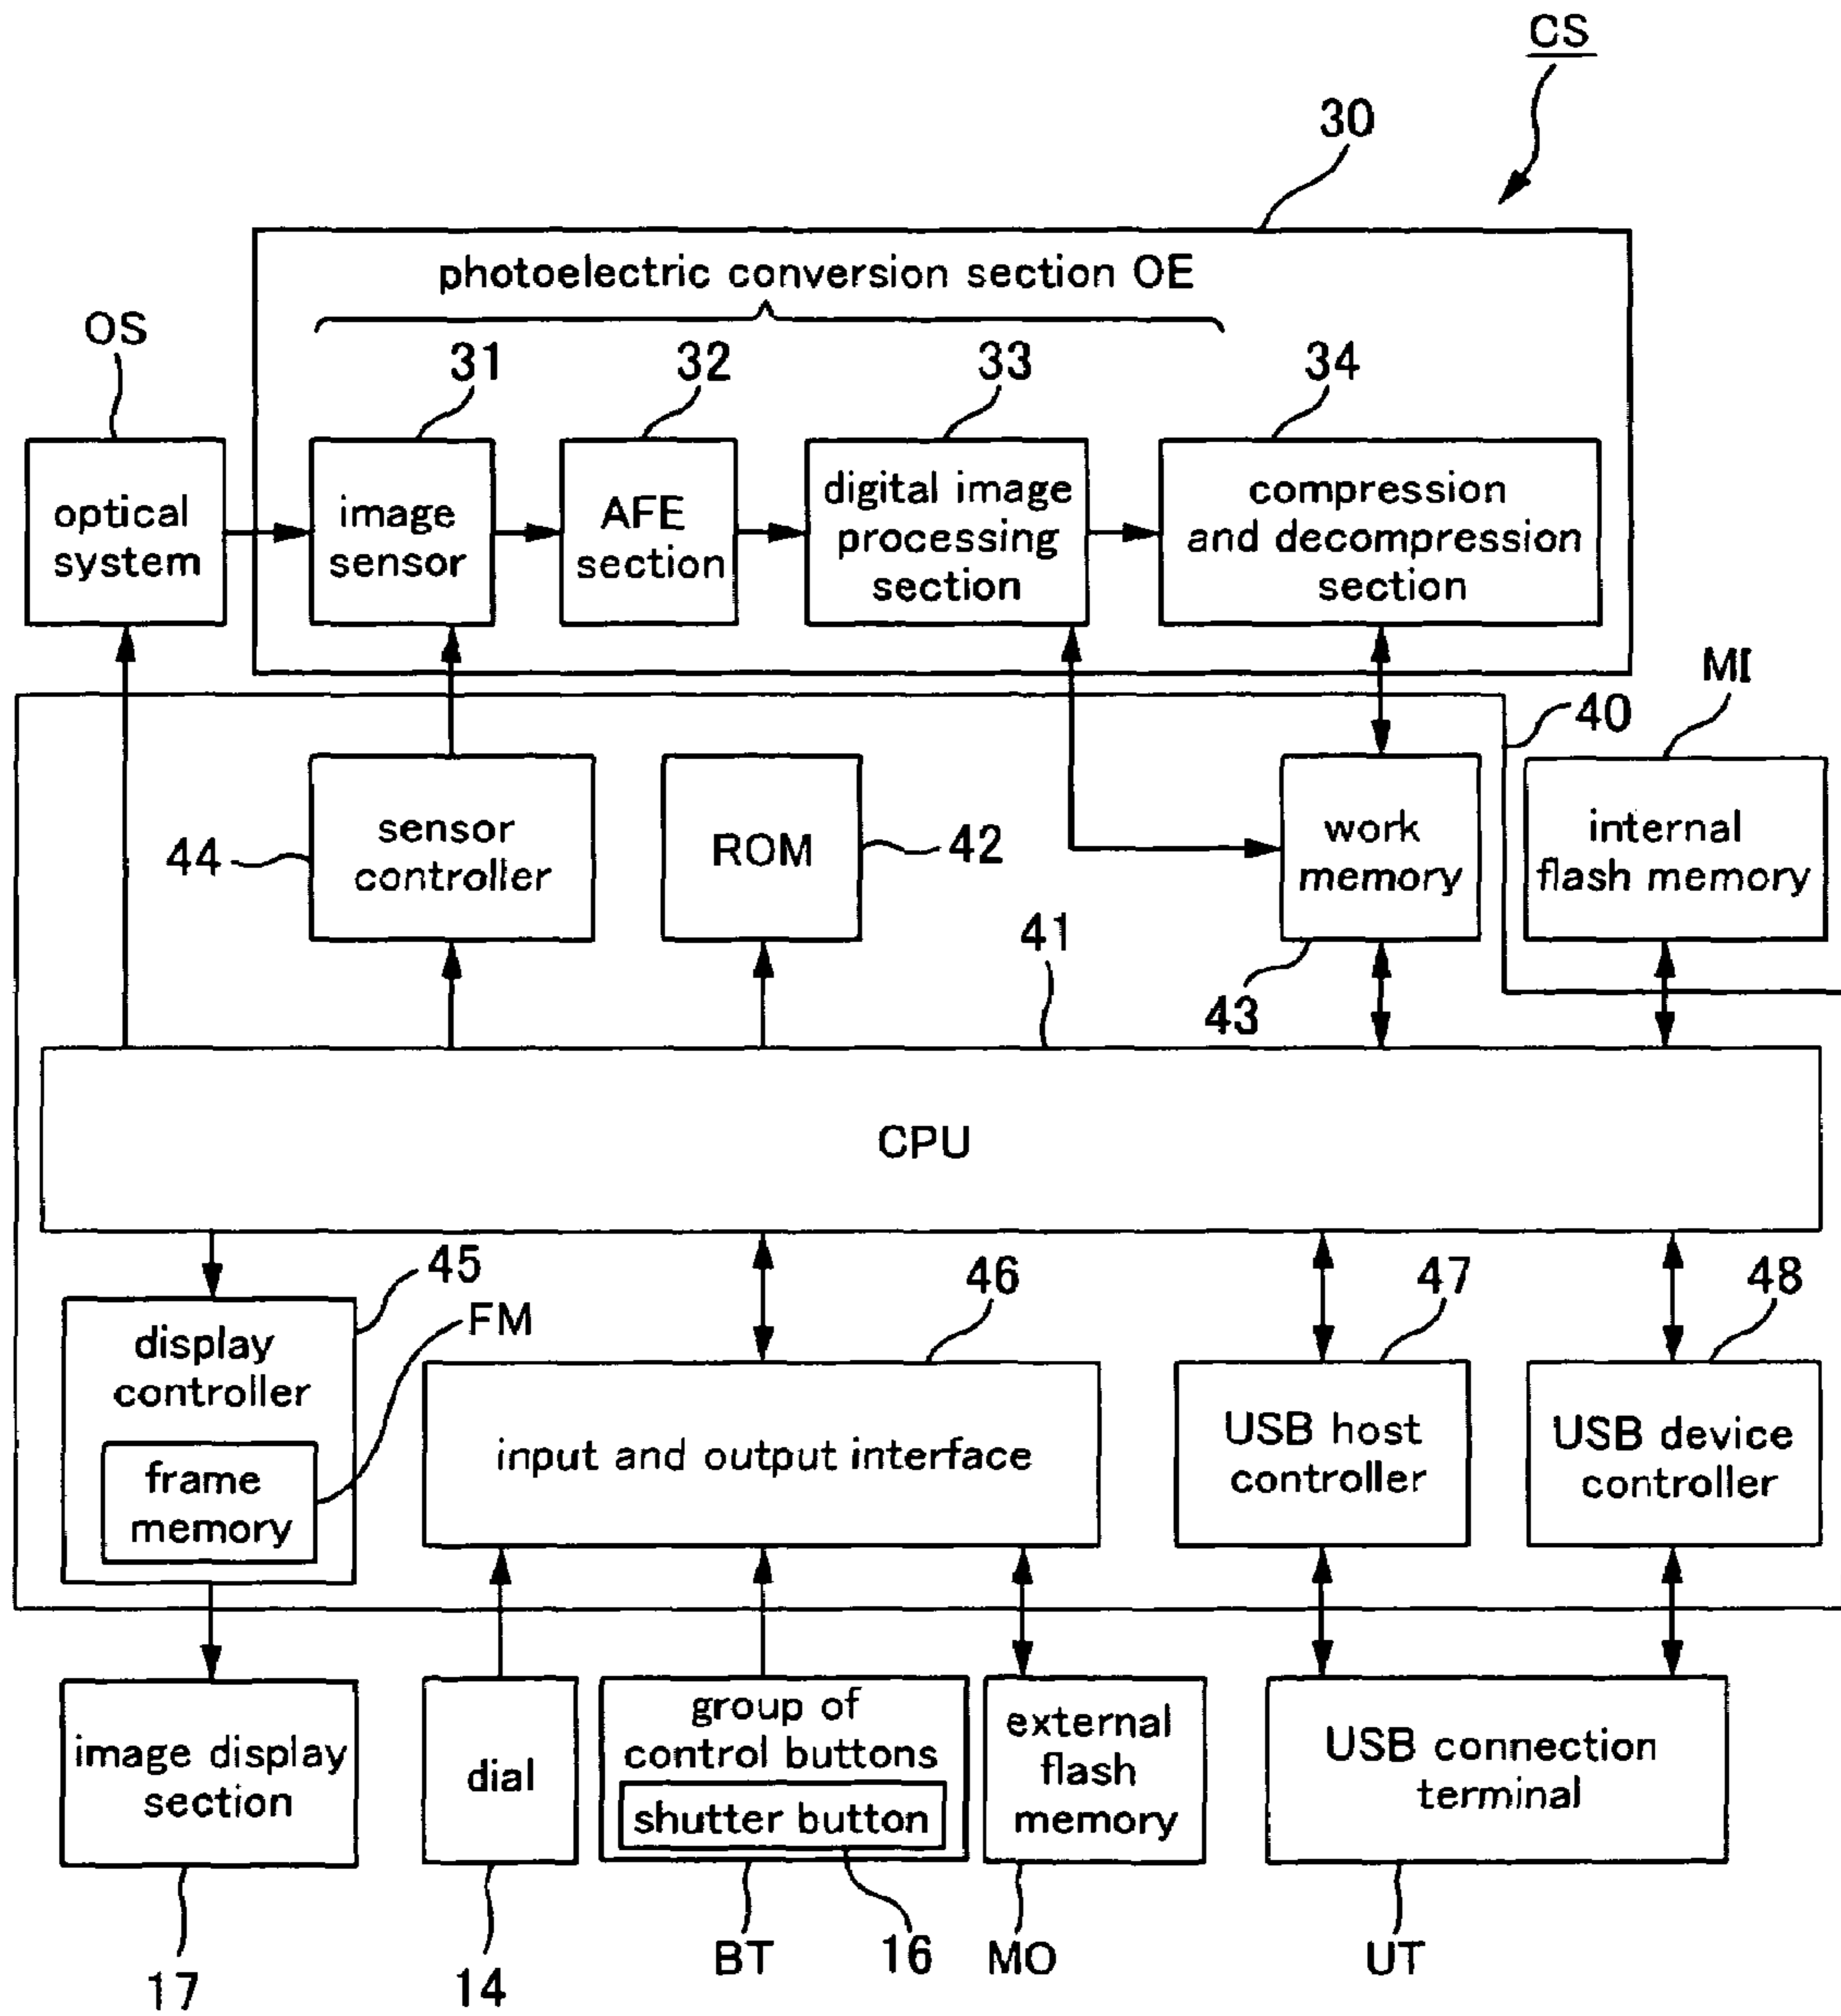 CS
30
photoelectric conversion section OE
OS
31
32
33
34
optical
system
image
sensor
AFE
section
digital image
processing
section
compression
and decompression
section
MI
40
44
sensor
controller
ROM
42
work
memory
internal
flash memory
41
43
CPU
45
FM
46
47
48
display
controller
frame
memory
input and output interface
USB host
controller
USB device
controller
image display
section
dial
group of
control buttons
shutter button
external
flash
memory
USB connection
terminal
17
14
BT
16
MO
UT